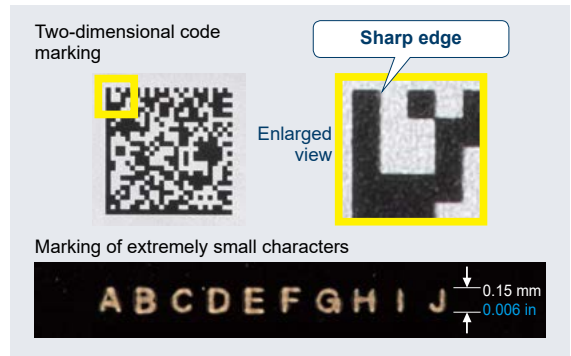 Two-dimensional code
marking
Sharp edge
Enlarged
view
Marking of extremely small characters
A B C D E F G H I J
0.15 mm
0.006 in